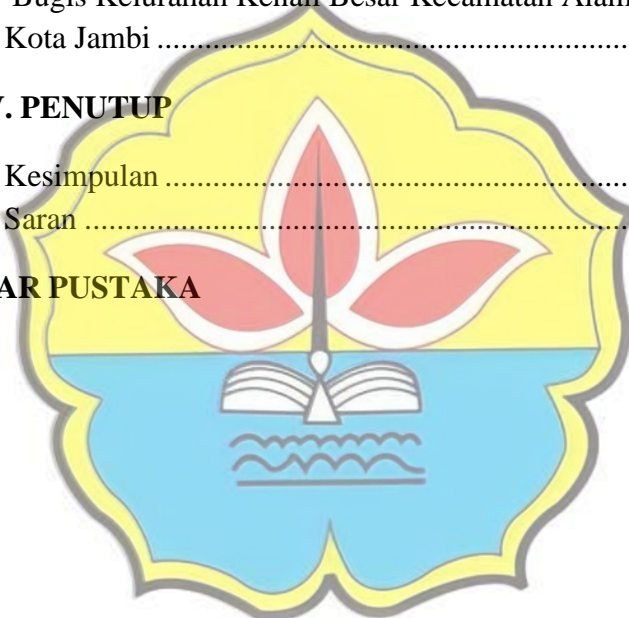 Bugis Kelurahan Kenali Besar Kecamatan Alam
Kota Jambi ................................................................
V. PENUTUP
Kesimpulan ...............................................................
Saran .........................................................................
AR PUSTAKA